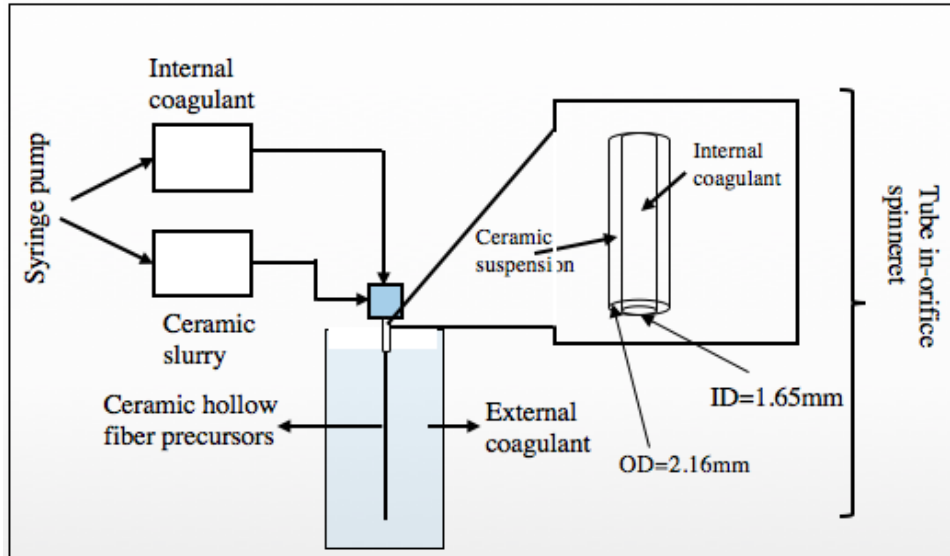 Internal
coagulant
Syringe pump
Ceramic
slurry
Ceramic hollow
fiber precursors
External
coagulant
Internal
coagulant
Ceramic
suspension
ID=1.65mm
OD=2.16mm
Tube in-orifice
spinneret